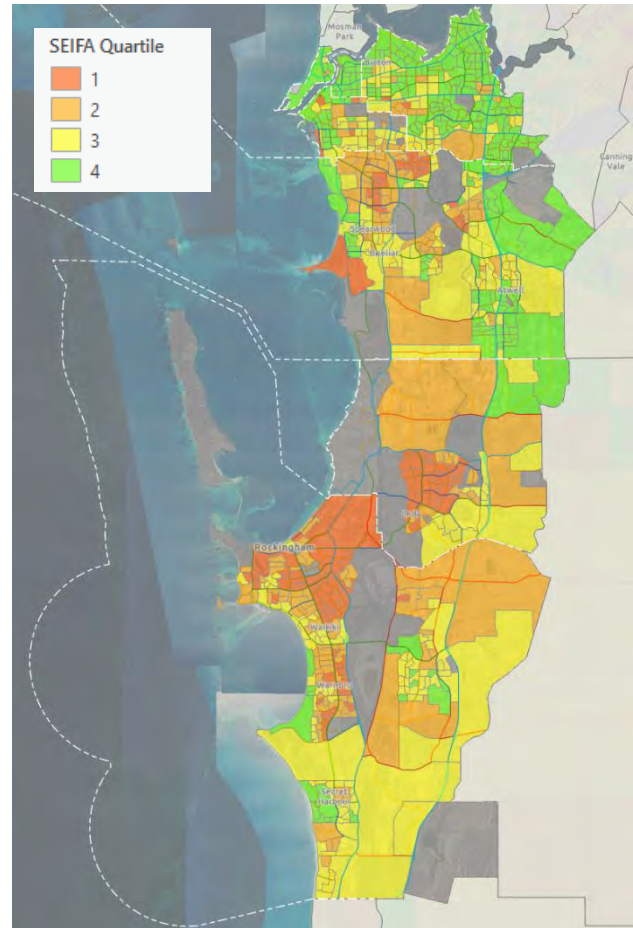 SEIFA Quartile
1
2
3
4
Mosman
Park
Bicton
Canning
Vale
Spearwood
Beeliar
Atwell
Rockingham
Waikiki
Warnbro
Secret
Harbour